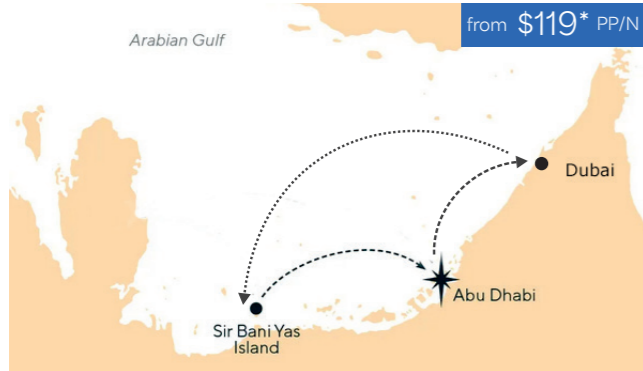 from $119* PP/N
Arabian Gulf
Dubai
Abu Dhabi
Sir Bani Yas
Island